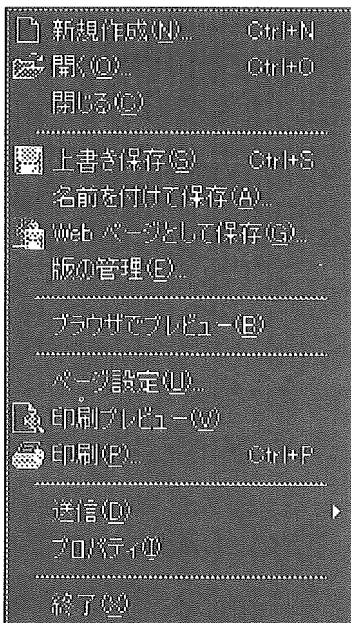 新規作成(N)... Ctrl+N
開く(O)... Ctrl+O
閉じる(C)
上書き保存(S) Ctrl+S
名前を付けて保存(A)...
Web ページとして保存(G)...
版の管理(E)...
ブラウザでプレビュー(B)
ページ設定(U)...
印刷プレビュー(V)
印刷(P)... Ctrl+P
送信(D)
プロパティ(I)
終了(X)